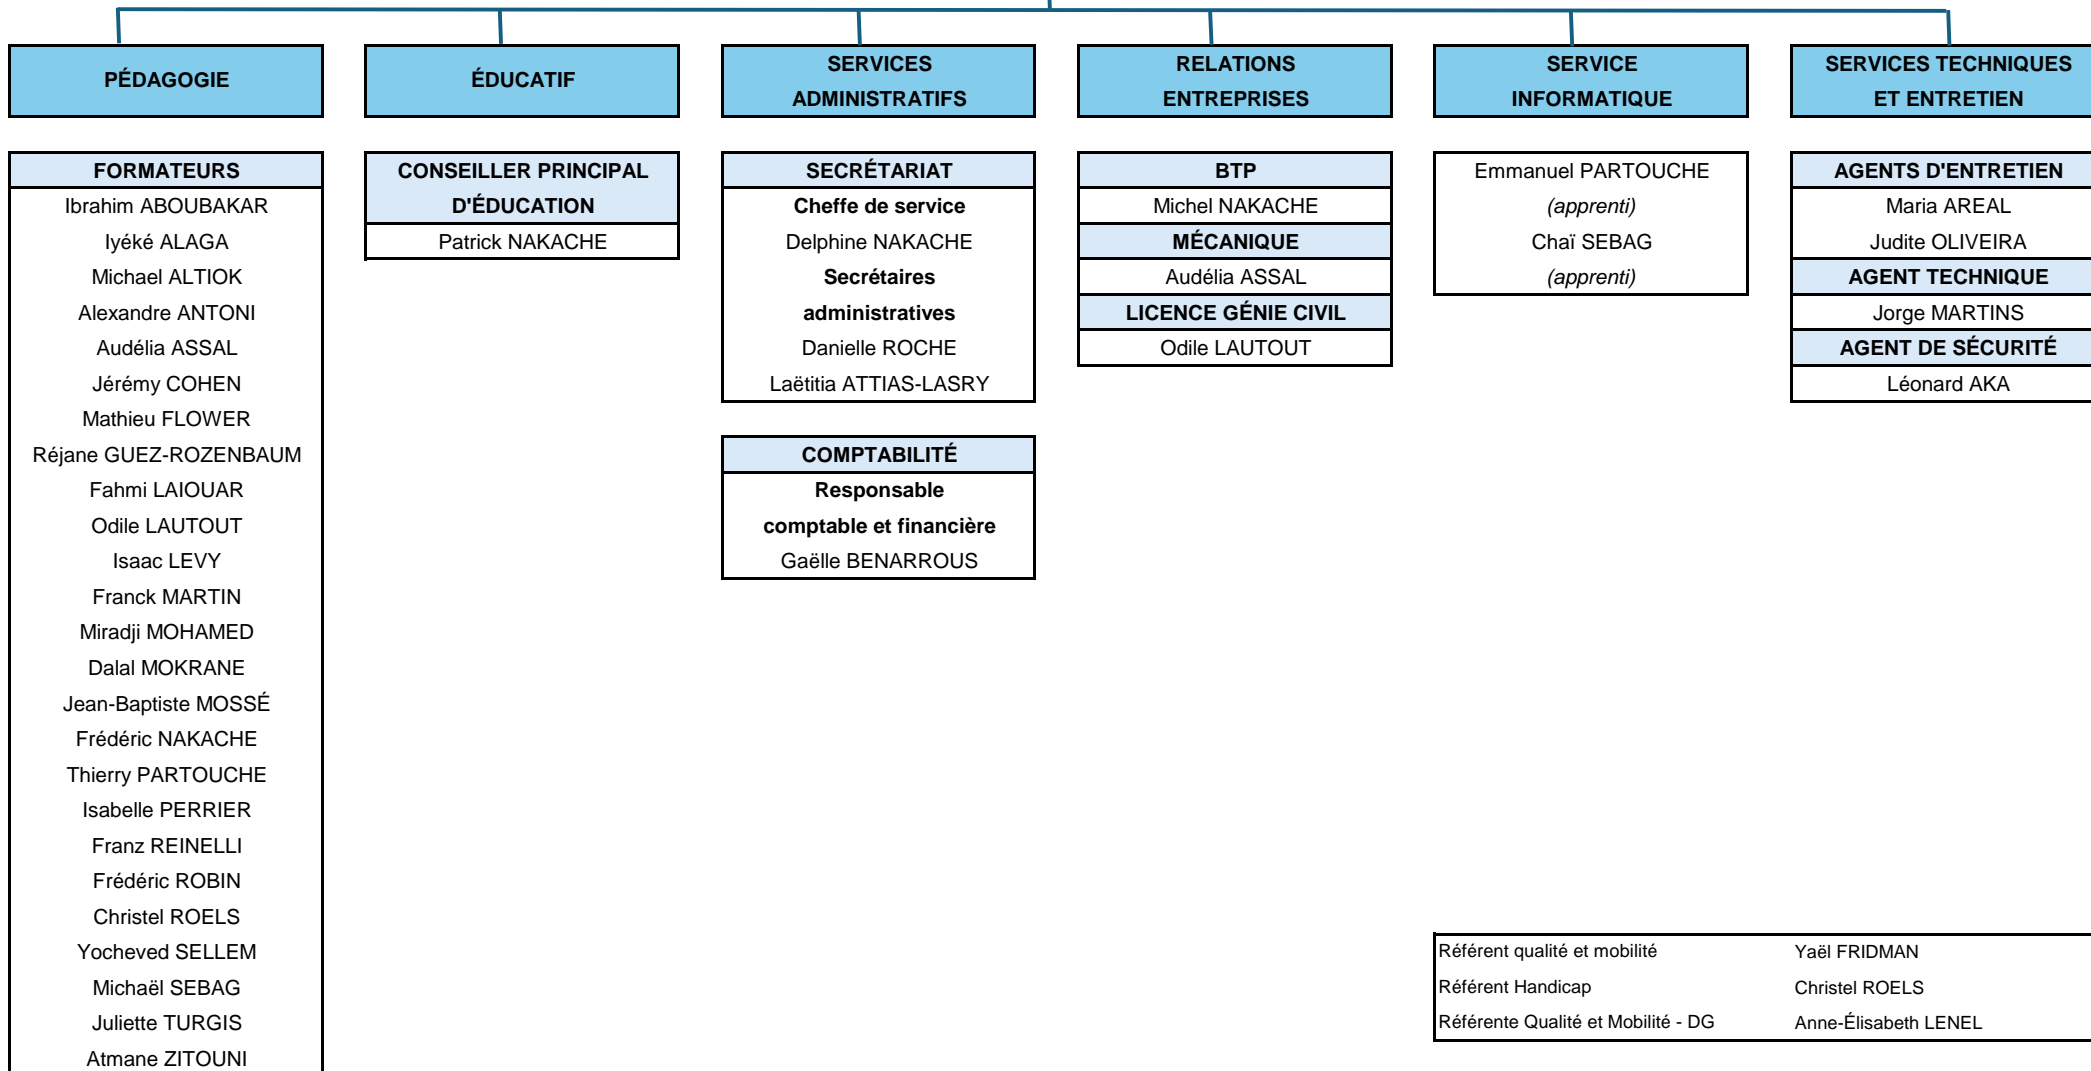 PÉDAGOGIE
FORMATEURS
Ibrahim ABOUBAKAR
Iyéké ALAGA
Michael ALTIOK
Alexandre ANTONI
Audélia ASSAL
Jérémy COHEN
Mathieu FLOWER
Réjane GUEZ-ROZENBAUM
Fahmi LAIOUAR
Odile LAUTOUT
Isaac LEVY
Franck MARTIN
Miradji MOHAMED
Dalal MOKRANE
Jean-Baptiste MOSSÉ
Frédéric NAKACHE
Thierry PARTOUCHE
Isabelle PERRIER
Franz REINELLI
Frédéric ROBIN
Christel ROELS
Yocheved SELLEM
Michaël SEBAG
Juliette TURGIS
Atmane ZITOUNI
ÉDUCATIF
CONSEILLER PRINCIPAL
D'ÉDUCATION
Patrick NAKACHE
SERVICES
ADMINISTRATIFS
SECRÉTARIAT
Cheffe de service
Delphine NAKACHE
Secrétaires
administratives
Danielle ROCHE
Laëtitia ATTIAS-LASRY
COMPTABILITÉ
Responsable
comptable et financière
Gaëlle BENARROUS
RELATIONS
ENTREPRISES
BTP
Michel NAKACHE
MÉCANIQUE
Audélia ASSAL
LICENCE GÉNIE CIVIL
Odile LAUTOUT
SERVICE
INFORMATIQUE
Emmanuel PARTOUCHE
(apprenti)
Chaï SEBAG
(apprenti)
SERVICES TECHNIQUES
ET ENTRETIEN
AGENTS D'ENTRETIEN
Maria AREAL
Judite OLIVEIRA
AGENT TECHNIQUE
Jorge MARTINS
AGENT DE SÉCURITÉ
Léonard AKA
Référent qualité et mobilité Yaël FRIDMAN
Référent Handicap Christel ROELS
Référente Qualité et Mobilité - DG Anne-Élisabeth LENEL